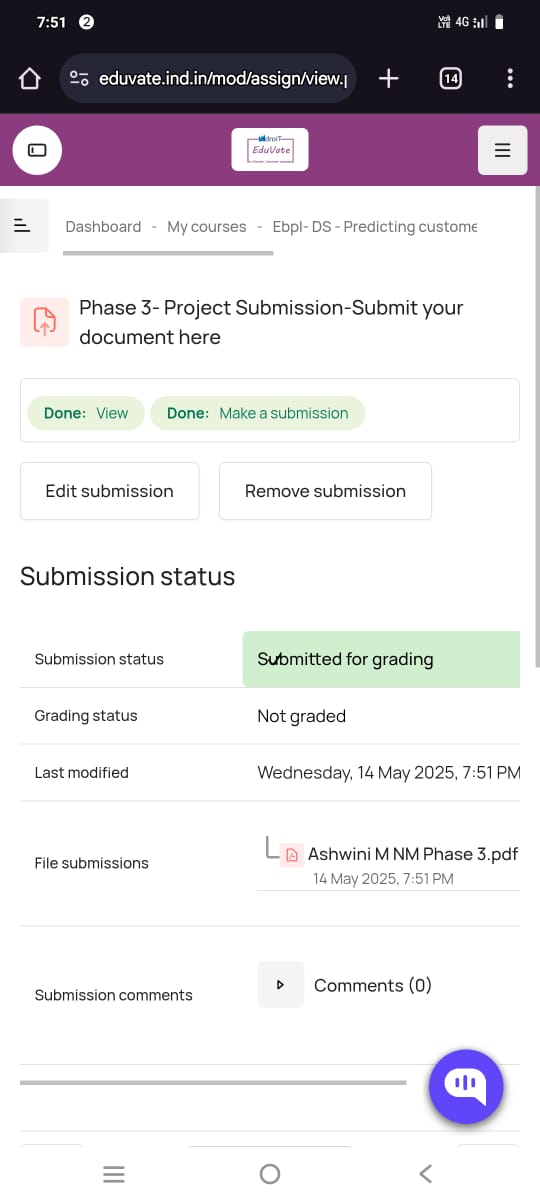 7:51 2 Vo) LTE 4G
eduvate.ind.in/mod/assign/view.p 14
EduVate
Dashboard - My courses - Ebpl- DS - Predicting custome
Phase 3- Project Submission-Submit your
document here
Done: View Done: Make a submission
Edit submission Remove submission
Submission status
Submission status Submitted for grading
Grading status Not graded
Last modified Wednesday, 14 May 2025, 7:51 PM
File submissions Ashwini M NM Phase 3.pdf
14 May 2025, 7:51 PM
Submission comments Comments (0)